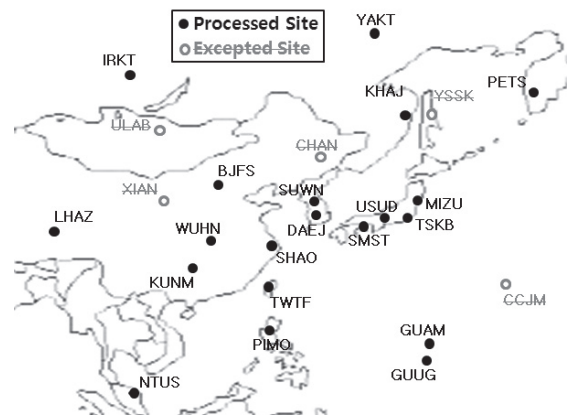 Processed Site
Excepted Site
YAKT
IRKT
PETS
KHAJ
YSSK
ULAB
CHAN
BJFS
XIAN
SUWN
USUD
MIZU
LHAZ
WUHN
DAEJ
TSKB
SMST
SHAO
KUNM
TWTF
CCJM
GUAM
PIMO
GUUG
NTUS